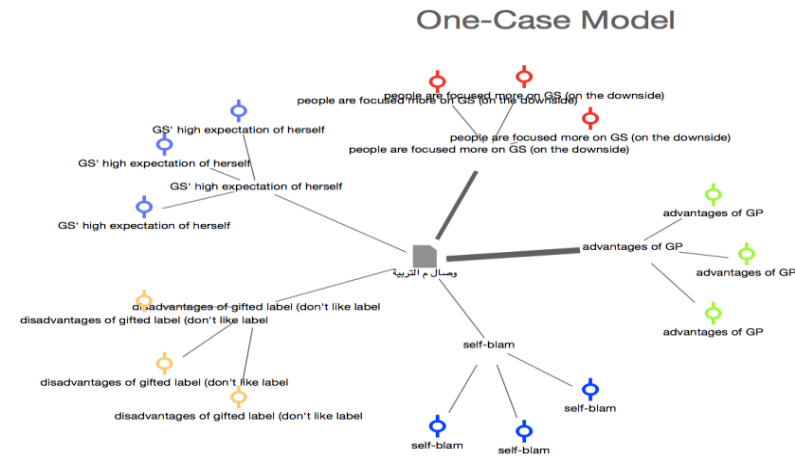 One-Case Model
people are focused more on GS (on the downside)
people are focused more on GS (on the downside)
GS' high expectation of herself
people are focused more on GS (on the downside)
people are focused more on GS (on the downside)
GS' high expectation of herself
GS' high expectation of herself
advantages of GP
GS' high expectation of herself
advantages of GP
وصال م التربية
advantages of GP
disadvantages of gifted label (don't like label
disadvantages of gifted label (don't like label
advantages of GP
self-blam
disadvantages of gifted label (don't like label
self-blam
disadvantages of gifted label (don't like label
self-blam
self-blam